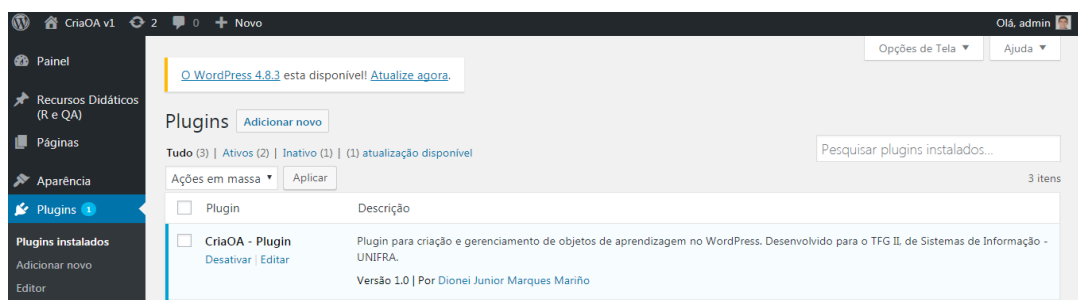 CriaOA v1 2 0 + Novo Olá, admin
Opções de Tela ▼ Ajuda ▼
Painel
O WordPress 4.8.3 esta disponível! Atualize agora.
Recursos Didáticos
(R e QA)
Plugins Adicionar novo
Páginas
Tudo (3) | Ativos (2) | Inativo (1) | (1) atualização disponível
Pesquisar plugins instalados...
Aparência
Ações em massa ▼ Aplicar
3 itens
Plugins 1
Plugin Descrição
Plugins instalados
Adicionar novo
Editor
CriaOA - Plugin
Desativar | Editar
Plugin para criação e gerenciamento de objetos de aprendizagem no WordPress. Desenvolvido para o TFG II, de Sistemas de Informação -
UNIFRA.
Versão 1.0 | Por Dionei Junior Marques Mariño